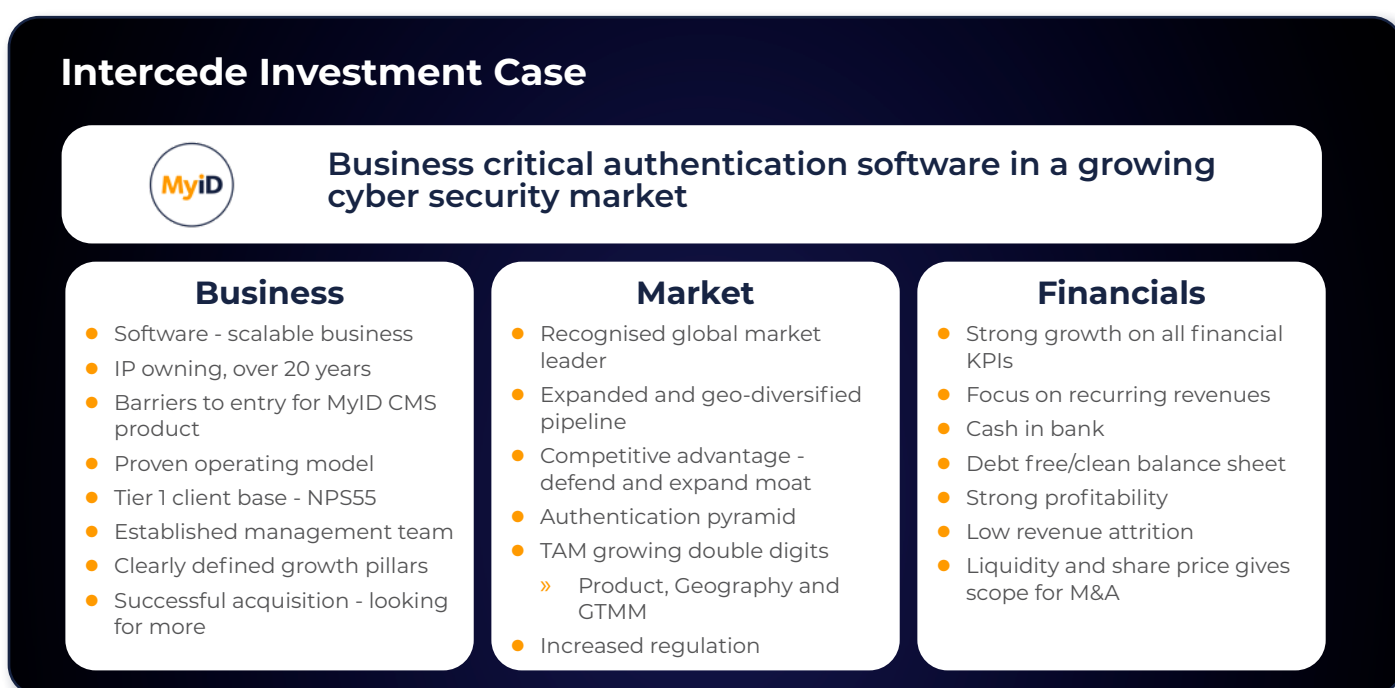 Intercede Investment Case
MyiD
Business critical authentication software in a growing
cyber security market
Business
● Software - scalable business
● IP owning, over 20 years
● Barriers to entry for MyID CMS
product
● Proven operating model
● Tier 1 client base - NPS55
● Established management team
● Clearly defined growth pillars
● Successful acquisition - looking
for more
Market
● Recognised global market
leader
● Expanded and geo-diversified
pipeline
● Competitive advantage -
defend and expand moat
● Authentication pyramid
● TAM growing double digits
» Product, Geography and
GTMM
● Increased regulation
Financials
● Strong growth on all financial
KPIs
● Focus on recurring revenues
● Cash in bank
● Debt free/clean balance sheet
● Strong profitability
● Low revenue attrition
● Liquidity and share price gives
scope for M&A